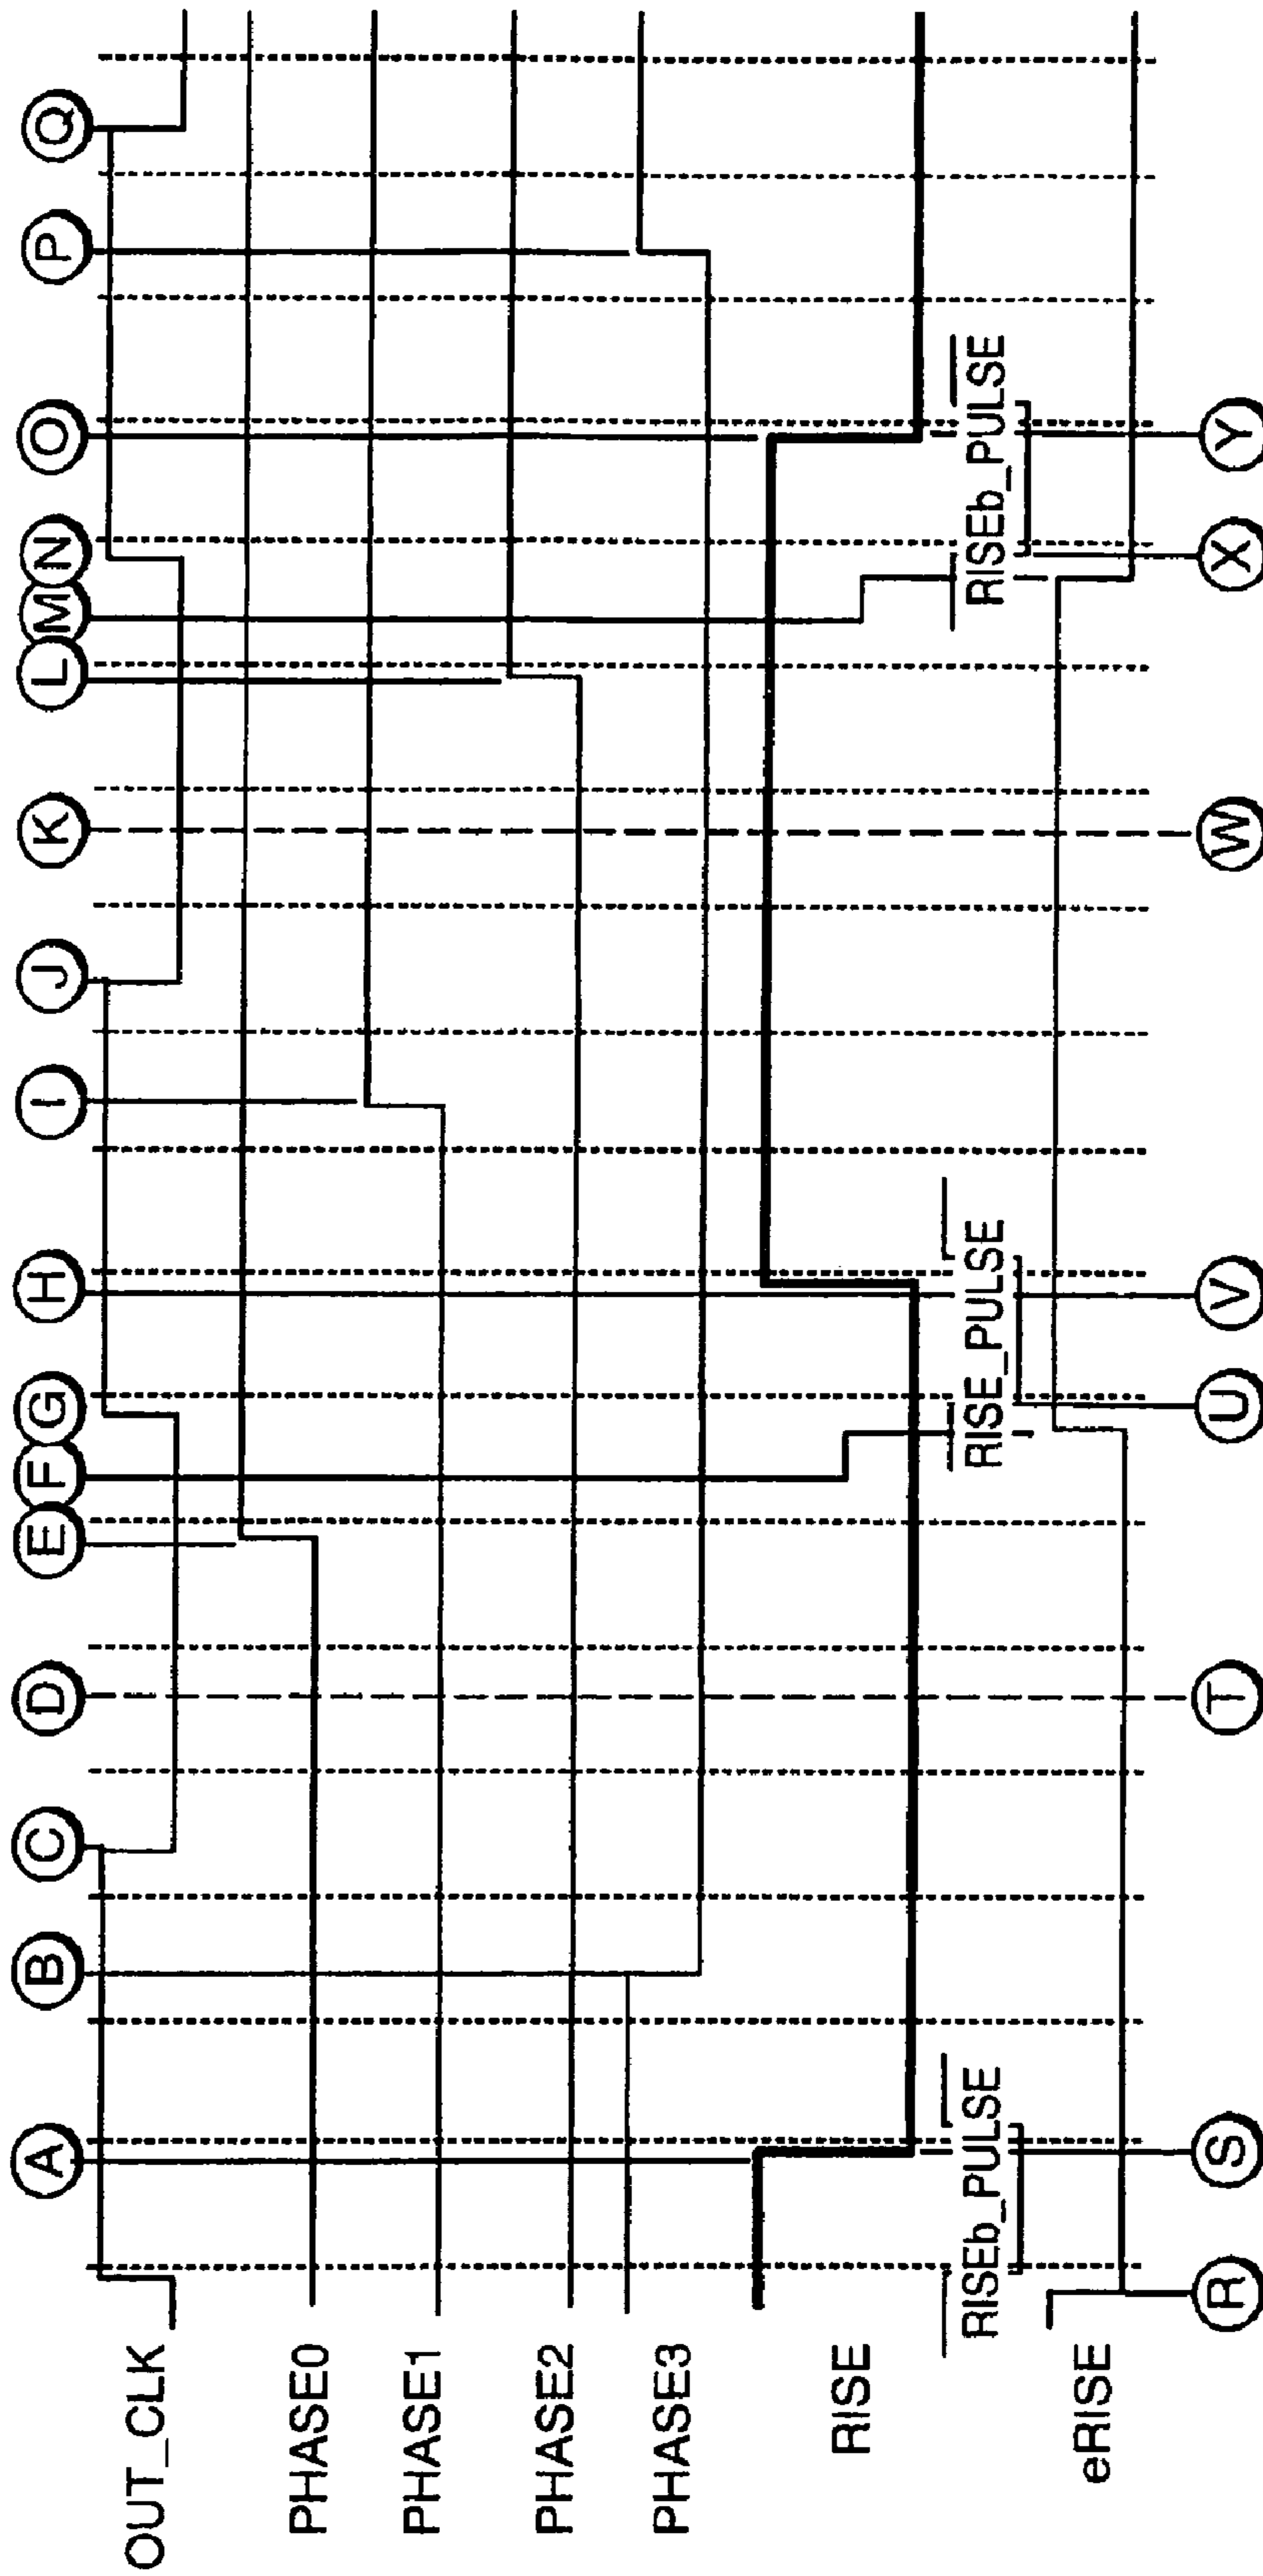 A B C D E F G H I J K L M N O P Q
OUT_CLK
PHASE0
PHASE1
PHASE2
PHASE3
RISE
RISEb_PULSE RISE_PULSE RISEb_PULSE
eRISE
R S T U V W X Y